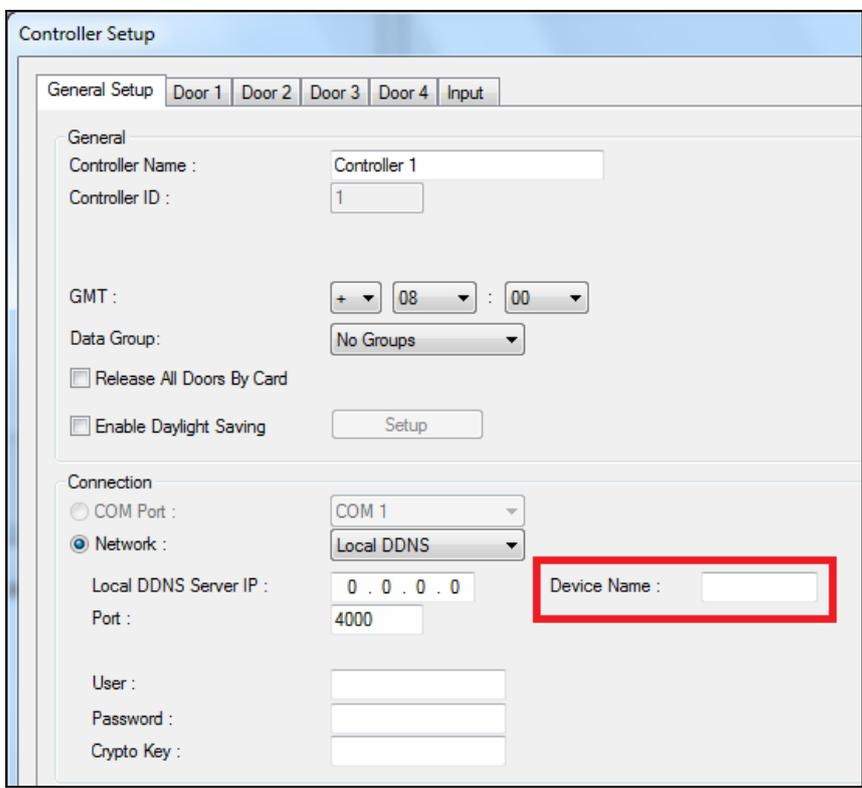 Controller Setup
General Setup Door 1 Door 2 Door 3 Door 4 Input
General
Controller Name : Controller 1
Controller ID : 1
GMT : + 08 : 00
Data Group: No Groups
Release All Doors By Card
Enable Daylight Saving Setup
Connection
COM Port : COM 1
Network : Local DDNS
Local DDNS Server IP : 0 . 0 . 0 . 0 Device Name :
Port : 4000
User :
Password :
Crypto Key :